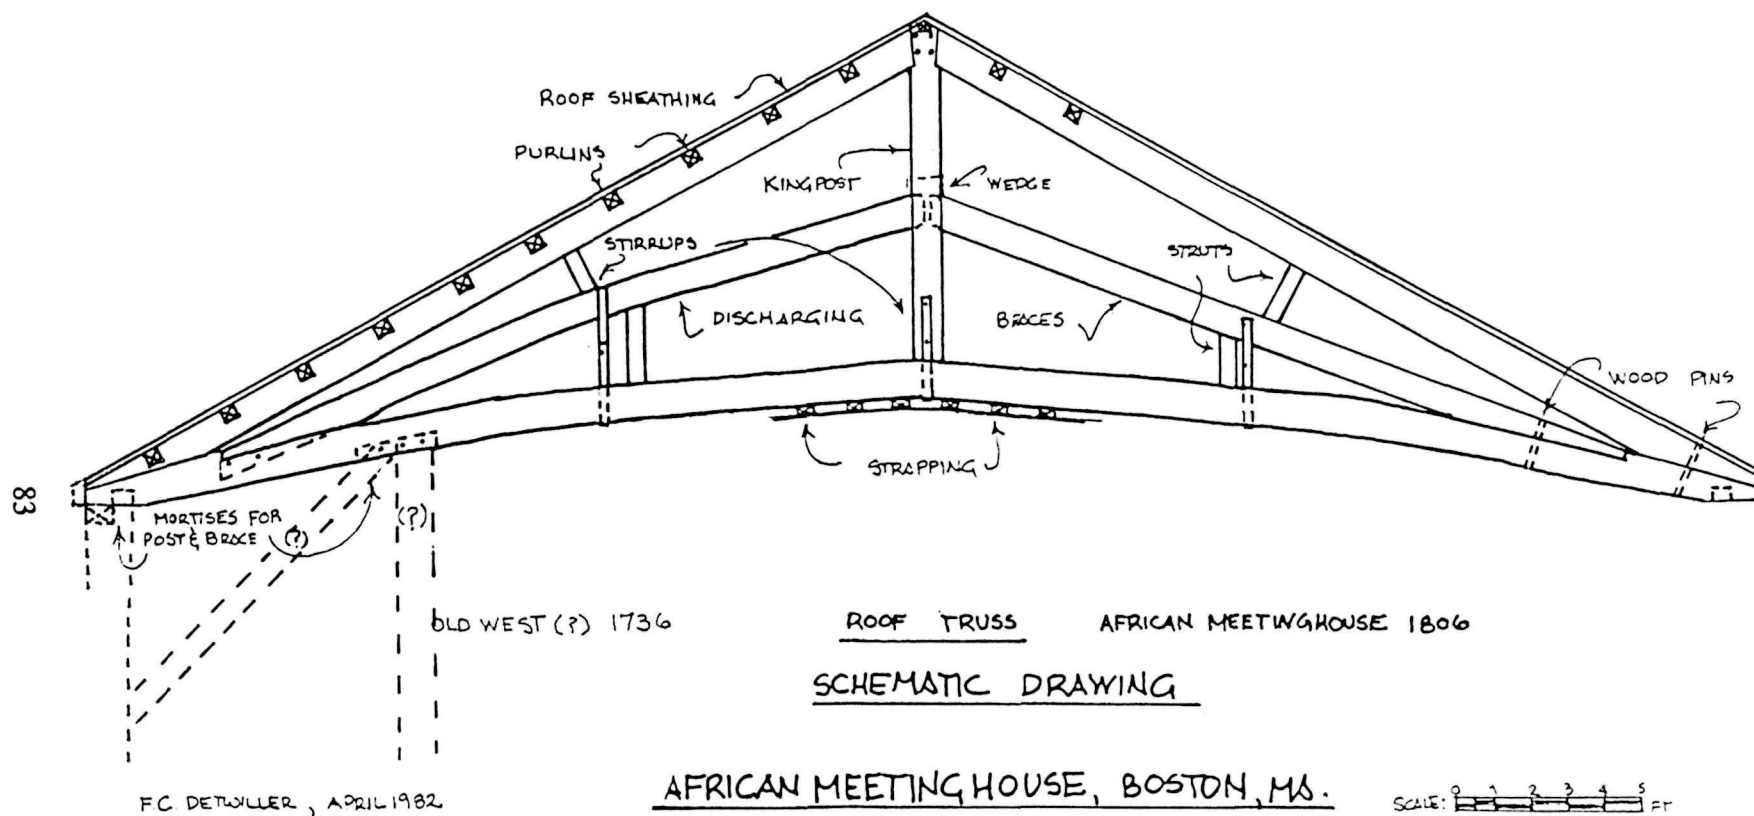 ROOF SHEATHING
PURLINS
KINGPOST
WEDGE
STIRRUPS
STRUTS
DISCHARGING
BRACES
WOOD PINS
STRAPPING
83
MORTISES FOR
POST & BRACE
(?)
(?)
OLD WEST (?) 1736
ROOF TRUSS
AFRICAN MEETINGHOUSE 1806
SCHEMATIC DRAWING
F.C. DETWILLER, APRIL 1982
AFRICAN MEETINGHOUSE, BOSTON, MA.
SCALE: 0 1 2 3 4 5 FT